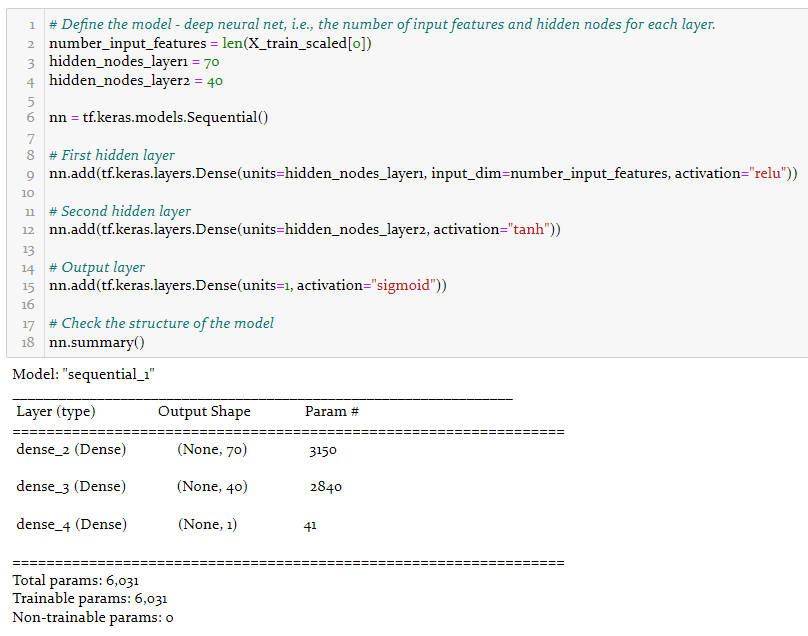 1 # Define the model - deep neural net, i.e., the number of input features and hidden nodes for each layer.
2 number_input_features = len(X_train_scaled[0])
3 hidden_nodes_layer1 = 70
4 hidden_nodes_layer2 = 40
5
6 nn = tf.keras.models.Sequential()
7
8 # First hidden layer
9 nn.add(tf.keras.layers.Dense(units=hidden_nodes_layer1, input_dim=number_input_features, activation="relu"))
10
11 # Second hidden layer
12 nn.add(tf.keras.layers.Dense(units=hidden_nodes_layer2, activation="tanh"))
13
14 # Output layer
15 nn.add(tf.keras.layers.Dense(units=1, activation="sigmoid"))
16
17 # Check the structure of the model
18 nn.summary()
Model: "sequential_1"
_________________________________________________________________
Layer (type) Output Shape Param #
=================================================================
dense_2 (Dense) (None, 70) 3150
dense_3 (Dense) (None, 40) 2840
dense_4 (Dense) (None, 1) 41
=================================================================
Total params: 6,031
Trainable params: 6,031
Non-trainable params: 0